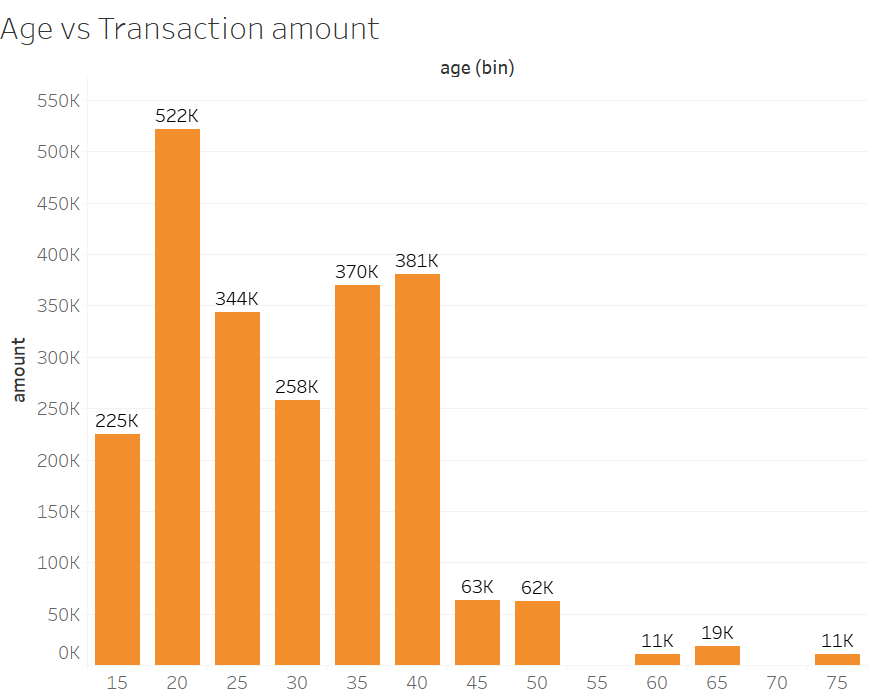 Age vs Transaction amount
age (bin)
550K
522K
500K
450K
400K
381K
370K
350K
344K
300K
258K
250K
225K
200K
150K
100K
63K
62K
50K
19K
11K
11K
0K
amount
15 20 25 30 35 40 45 50 55 60 65 70 75